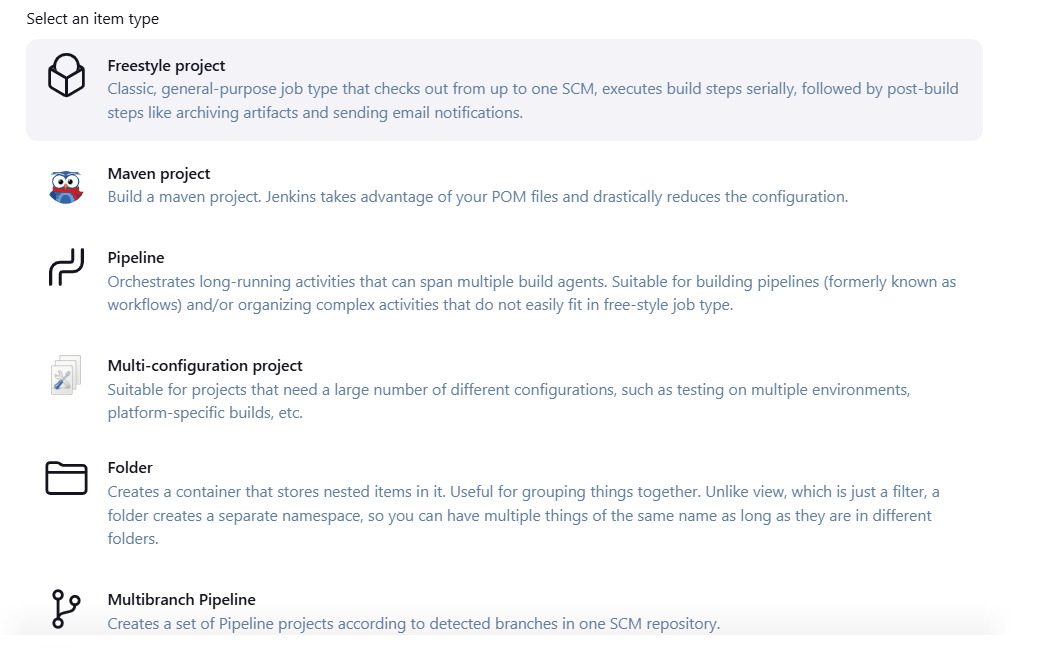 Select an item type
Freestyle project
Classic, general-purpose job type that checks out from up to one SCM, executes build steps serially, followed by post-build
steps like archiving artifacts and sending email notifications.
Maven project
Build a maven project. Jenkins takes advantage of your POM files and drastically reduces the configuration.
Pipeline
Orchestrates long-running activities that can span multiple build agents. Suitable for building pipelines (formerly known as
workflows) and/or organizing complex activities that do not easily fit in free-style job type.
Multi-configuration project
Suitable for projects that need a large number of different configurations, such as testing on multiple environments,
platform-specific builds, etc.
Folder
Creates a container that stores nested items in it. Useful for grouping things together. Unlike view, which is just a filter, a
folder creates a separate namespace, so you can have multiple things of the same name as long as they are in different
folders.
Multibranch Pipeline
Creates a set of Pipeline projects according to detected branches in one SCM repository.